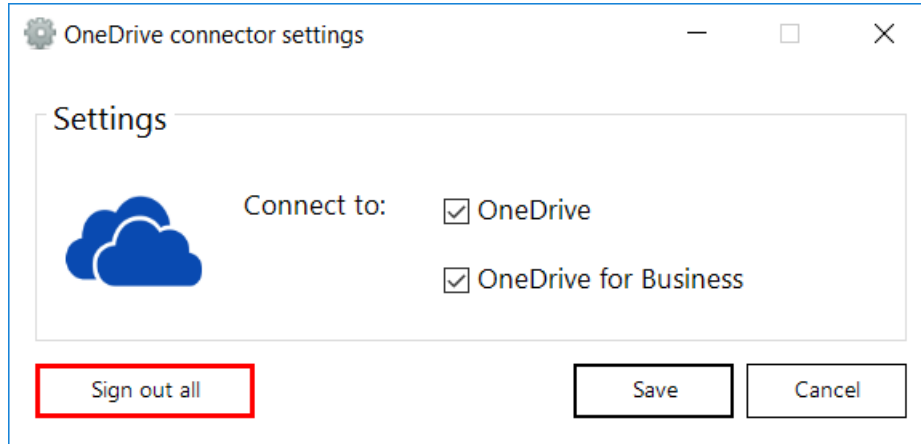 OneDrive connector settings
Settings
Connect to:
OneDrive
OneDrive for Business
Sign out all
Save
Cancel